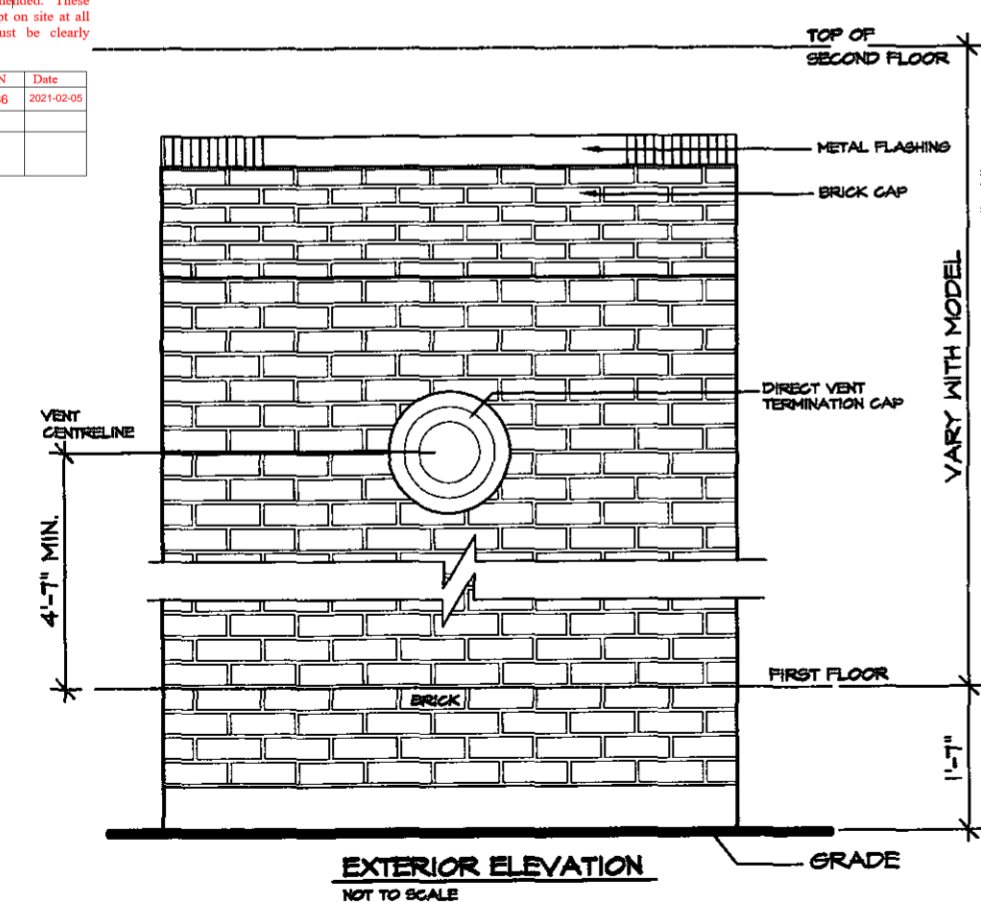 nended. These
pt on site at all
ust be clearly
N Date
6 2021-02-05
TOP OF
SECOND FLOOR
METAL FLASHING
BRICK CAP
VARY WITH MODEL
DIRECT VENT
TERMINATION CAP
VENT
CENTRELINE
4'-7" MIN.
FIRST FLOOR
BRICK
1'-7"
GRADE
EXTERIOR ELEVATION
NOT TO SCALE